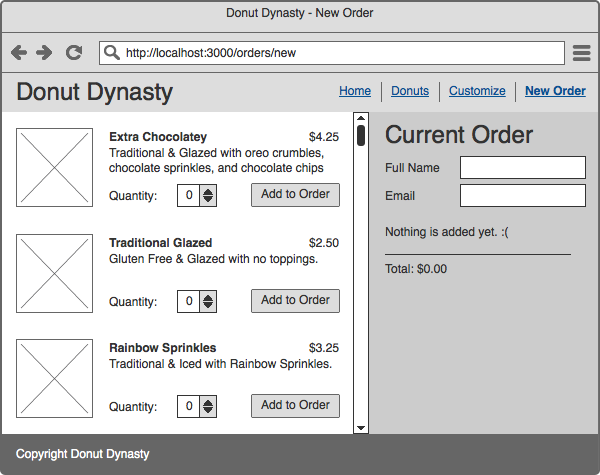 Donut Dynasty - New Order
http://localhost:3000/orders/new
Donut Dynasty
Home
Donuts
Customize
New Order
Extra Chocolatey
$4.25
Traditional & Glazed with oreo crumbles,
chocolate sprinkles, and chocolate chips
Quantity:
0
Add to Order
Traditional Glazed
$2.50
Gluten Free & Glazed with no toppings.
Quantity:
0
Add to Order
Rainbow Sprinkles
$3.25
Traditional & Iced with Rainbow Sprinkles.
Quantity:
0
Add to Order
Current Order
Full Name
Email
Nothing is added yet. :(
Total: $0.00
Copyright Donut Dynasty